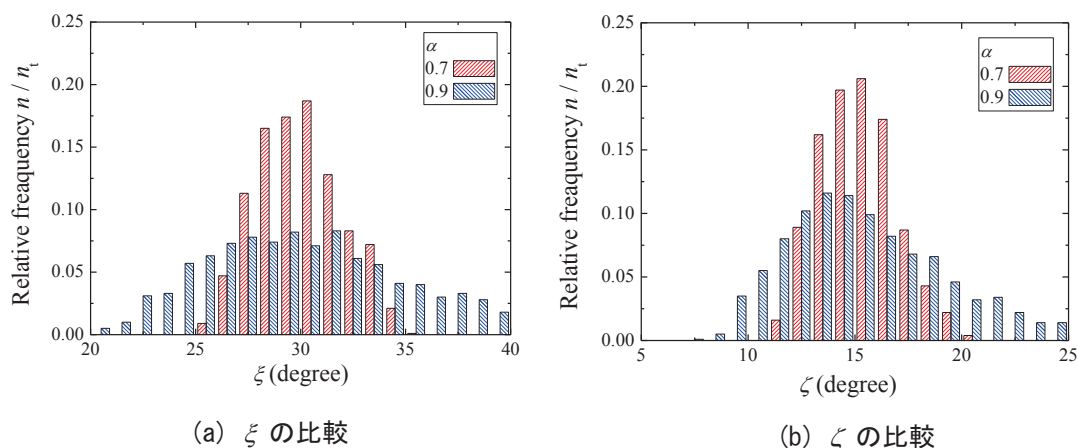 0.25
0.20
0.15
0.10
0.05
0.00
Relative freaquency n / n_t
20 25 30 35 40
ξ (degree)
α
0.7
0.9
(a) ξ の比較
0.25
0.20
0.15
0.10
0.05
0.00
Relative freaquency n / n_t
5 10 15 20 25
ζ (degree)
α
0.7
0.9
(b) ζ の比較